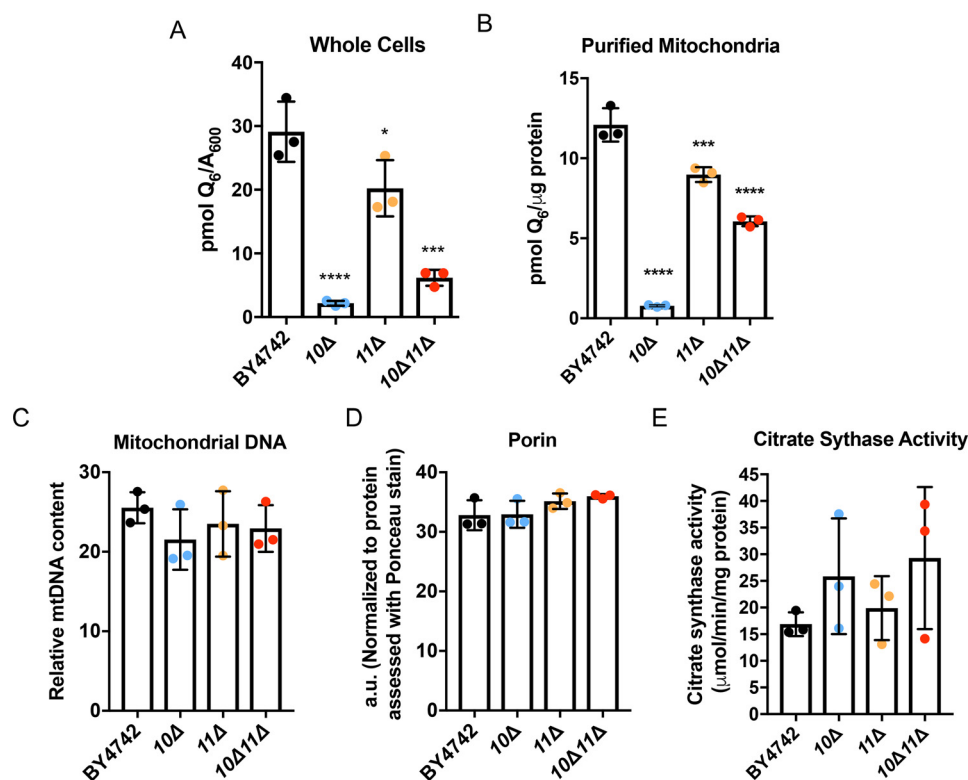 A
Whole Cells
pmol Q6/A600
40
30
20
10
0
*
***
****
BY4742
10Δ
11Δ
10Δ11Δ
B
Purified Mitochondria
pmol Q6/μg protein
15
10
5
0
***
****
****
BY4742
10Δ
11Δ
10Δ11Δ
C
Mitochondrial DNA
Relative mtDNA content
30
20
10
0
BY4742
10Δ
11Δ
10Δ11Δ
D
Porin
a.u. (Normalized to protein
assessed with Ponceau stain)
40
30
20
10
0
BY4742
10Δ
11Δ
10Δ11Δ
E
Citrate Sythase Activity
Citrate synthase activity
(μmol/min/mg protein)
45
40
35
30
25
20
15
10
5
0
BY4742
10Δ
11Δ
10Δ11Δ